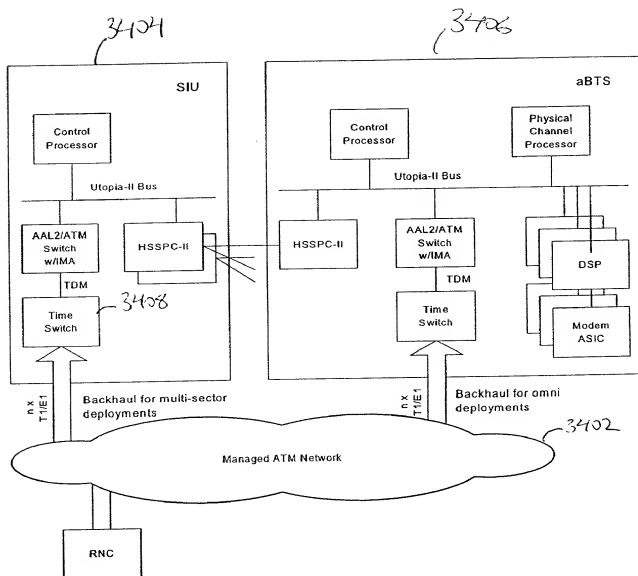 3404
3406
SIU
aBTS
Control
Processor
Control
Processor
Physical
Channel
Processor
Utopia-II Bus
Utopia-II Bus
AAL2/ATM
Switch
w/IMA
HSSPC-II
HSSPC-II
AAL2/ATM
Switch
w/IMA
DSP
TDM
TDM
3408
Time
Switch
Time
Switch
Modem
ASIC
n x
T1/E1
Backhaul for multi-sector
deployments
n x
T1/E1
Backhaul for omni
deployments
3402
Managed ATM Network
RNC